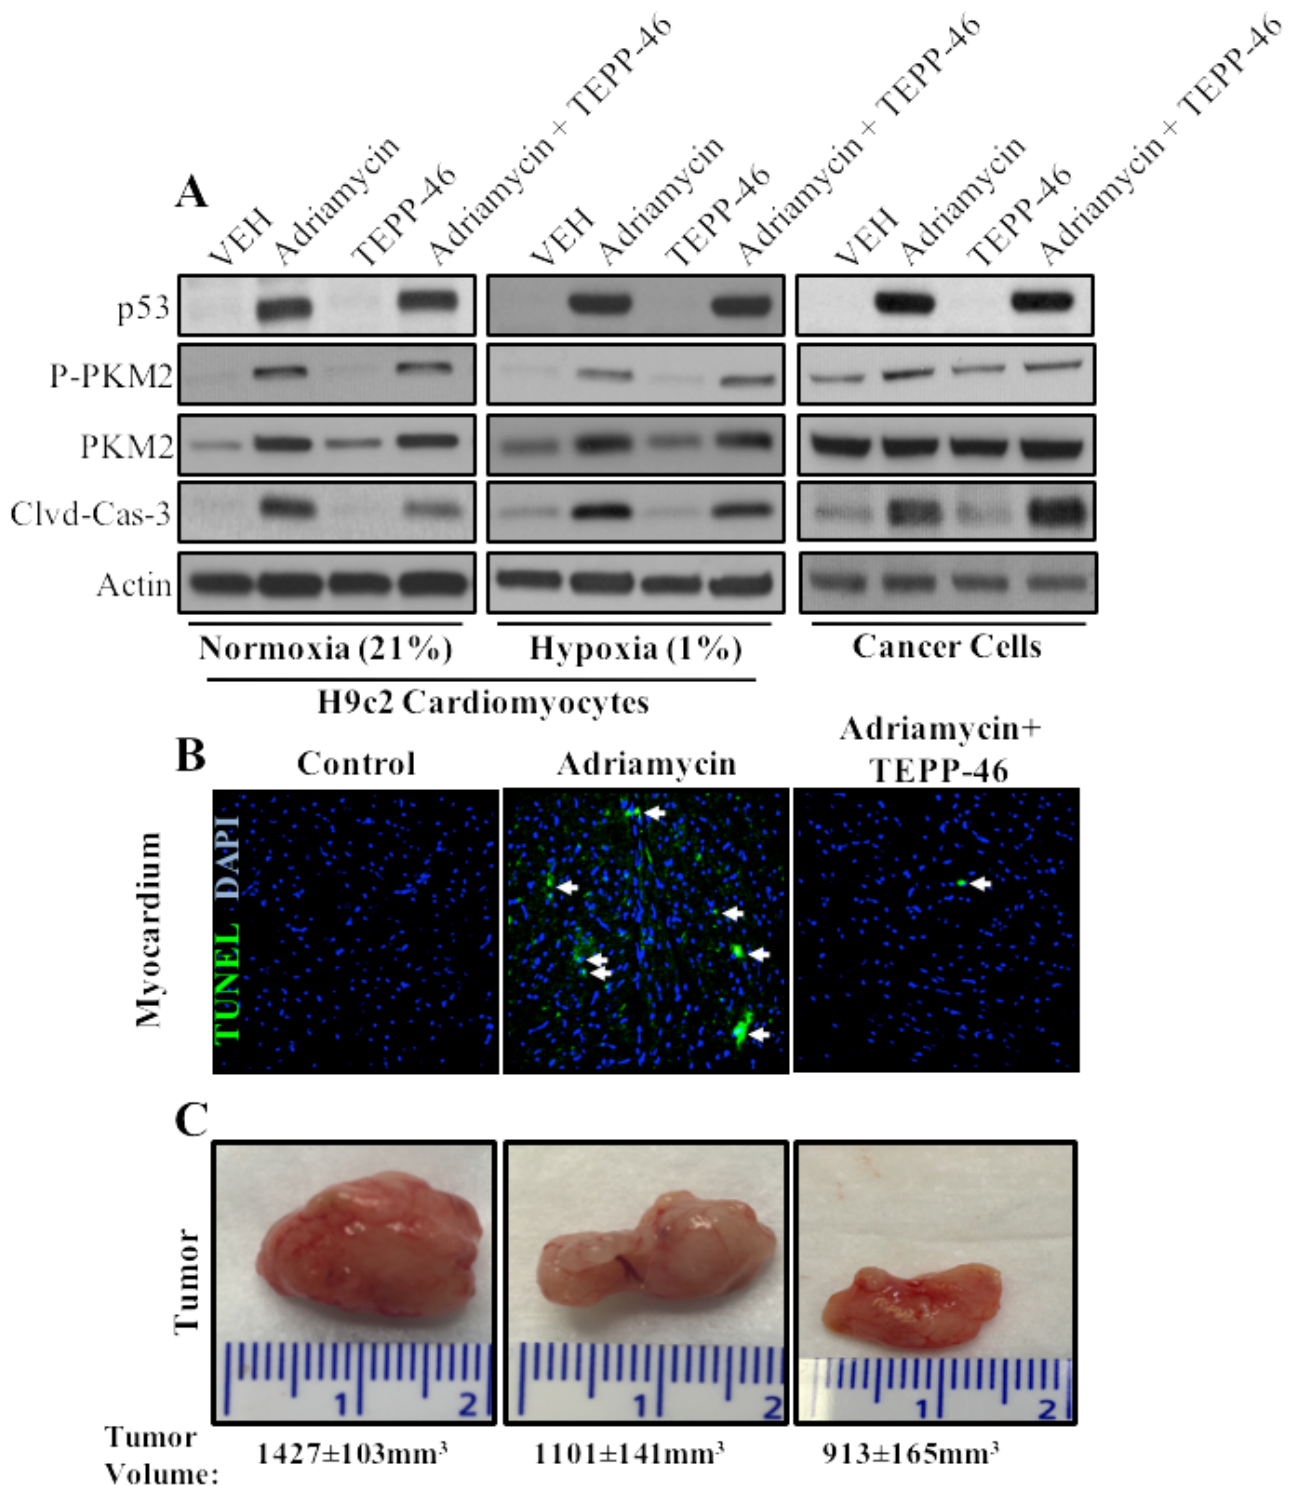 A
VEH
Adriamycin
TEPP-46
Adriamycin + TEPP-46
VEH
Adriamycin
TEPP-46
Adriamycin + TEPP-46
VEH
Adriamycin
TEPP-46
Adriamycin + TEPP-46
p53
P-PKM2
PKM2
Clvd-Cas-3
Actin
Normoxia (21%)
Hypoxia (1%)
Cancer Cells
H9c2 Cardiomyocytes
B
Control
Adriamycin
Adriamycin+
TEPP-46
Myocardium
TUNEL DAPI
C
Tumor
1 2
1 2
1 2
Tumor
Volume:
1427±103mm³
1101±141mm³
913±165mm³